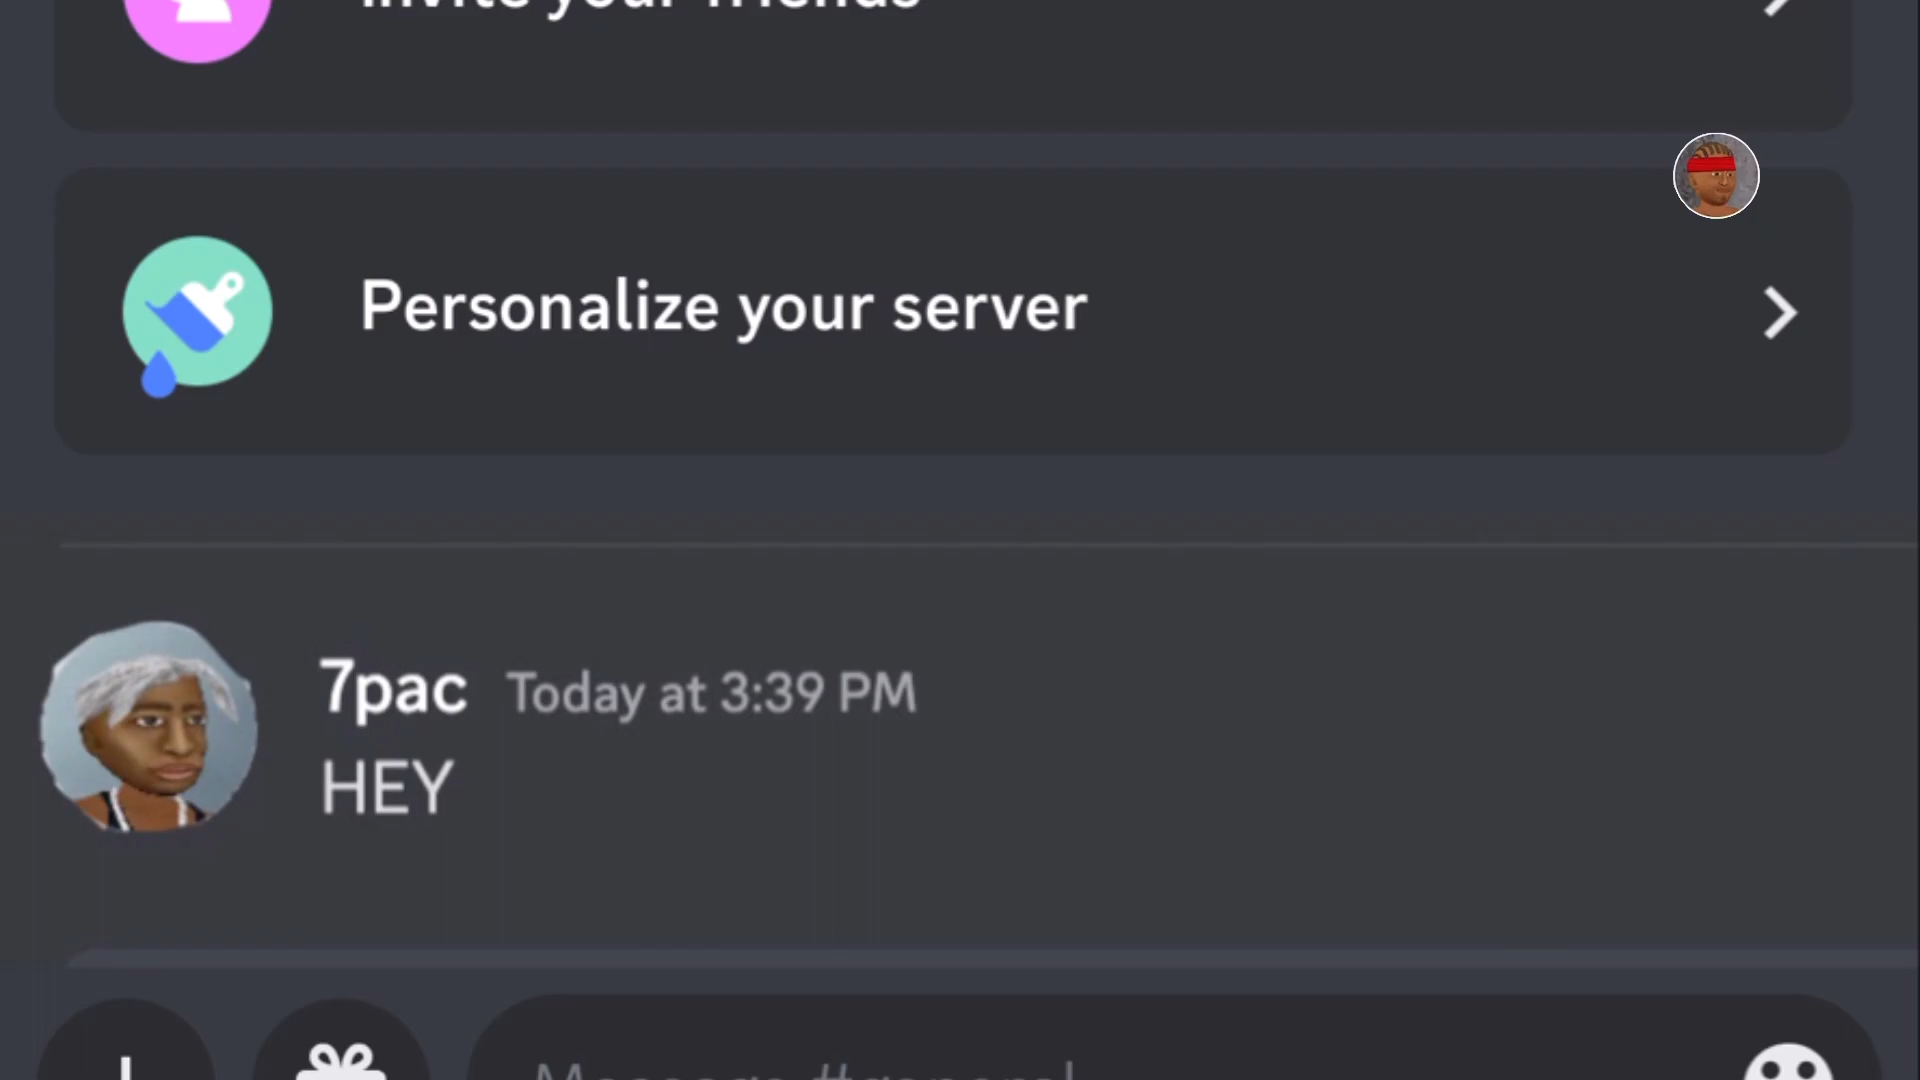 Invite your friends
Personalize your server
7pac Today at 3:39 PM
HEY
Message #general